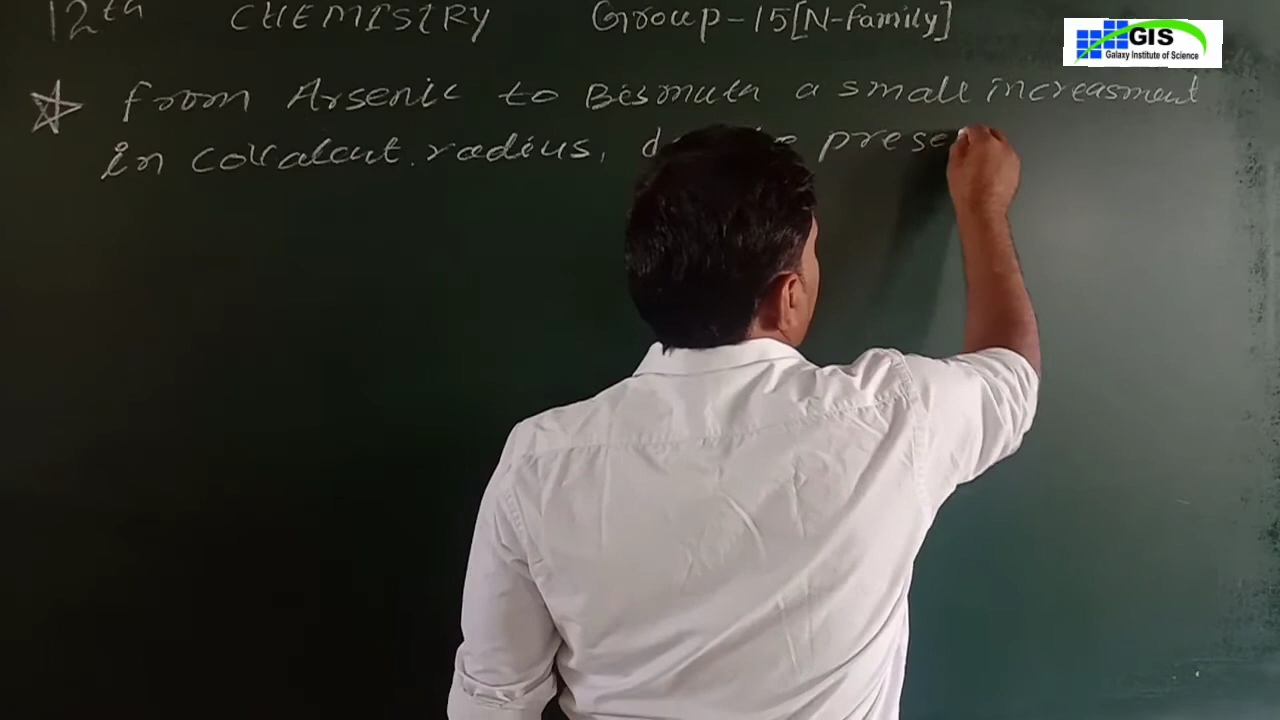 12th CHEMISTRY Group-15[N-family]
GIS
Galaxy Institute of Science
from Arsenic to Bismuth a small increasment
in covalent radius, prese